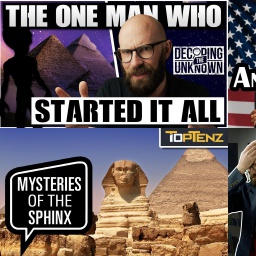 THE ONE MAN WHO
DECODING
THE
UNKNOWN
STARTED IT ALL
TOPTENZ
MYSTERIES
OF THE
SPHINX